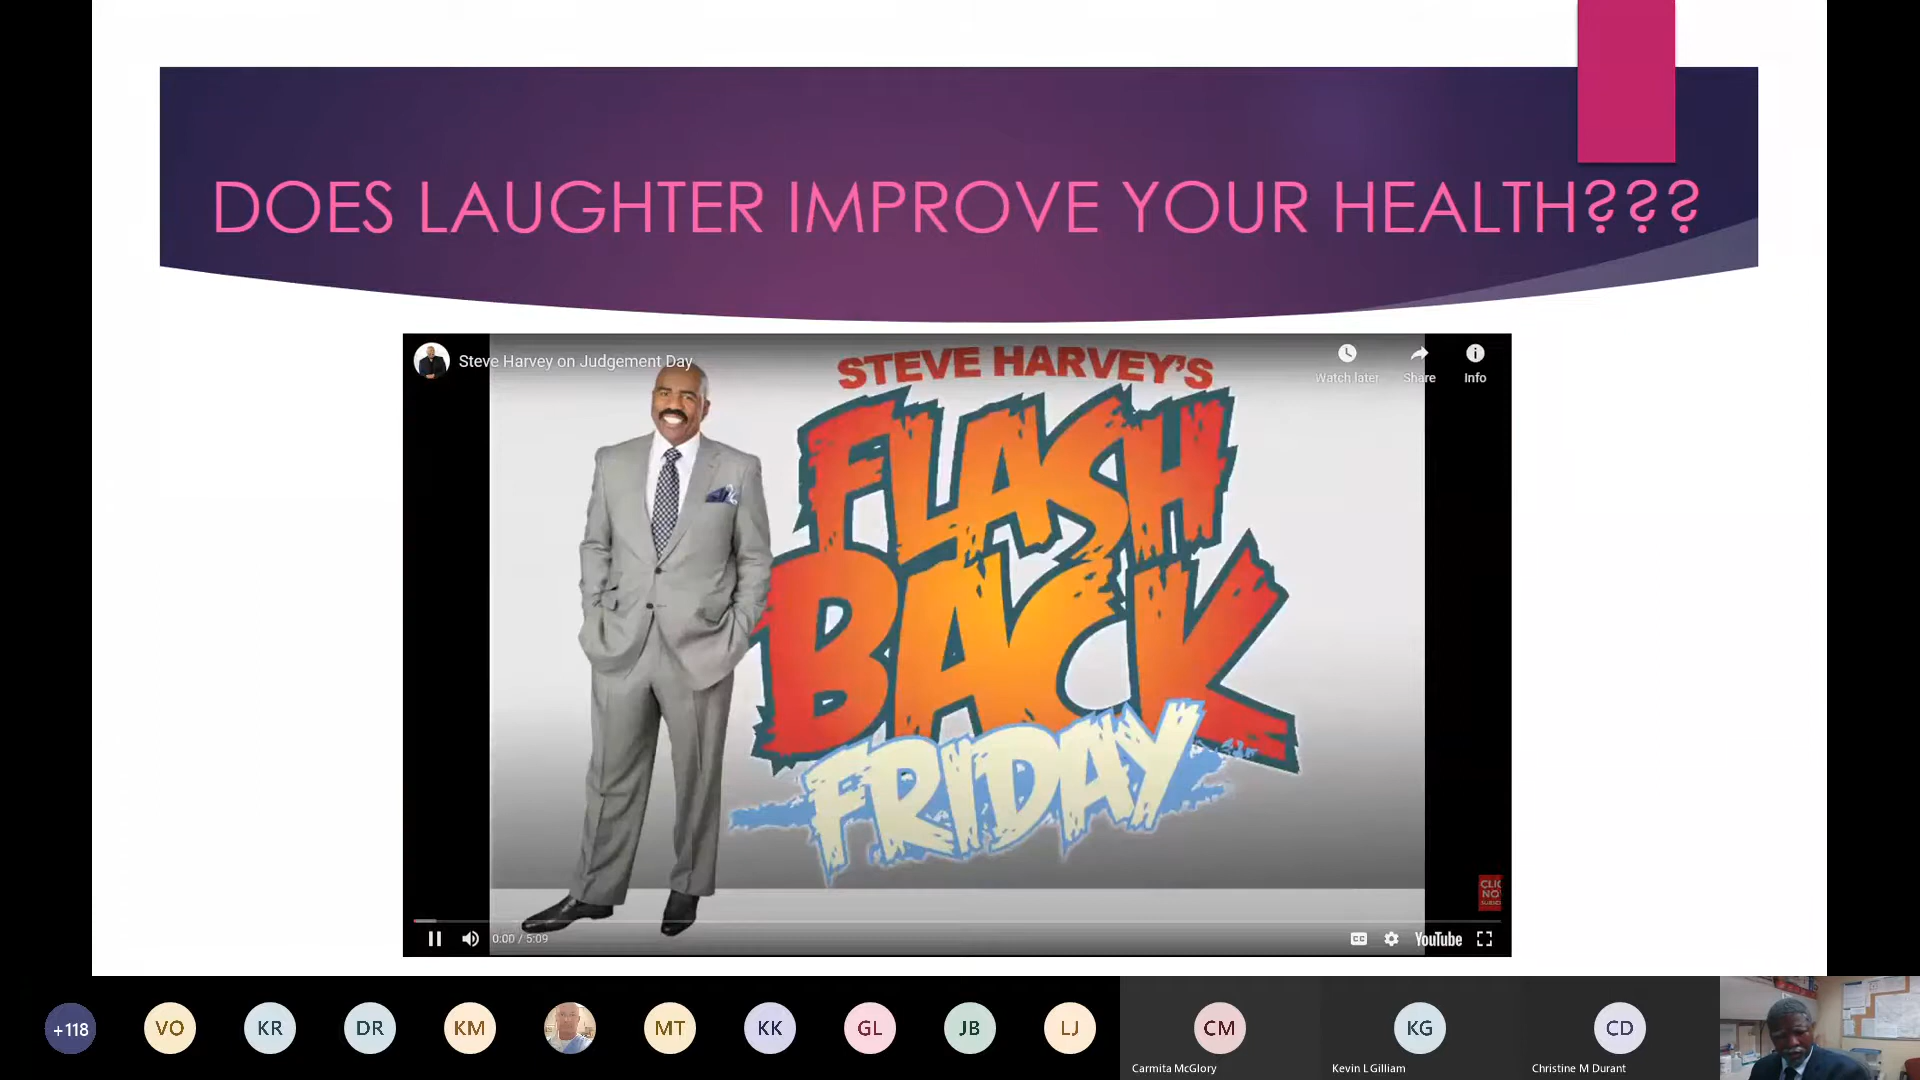 DOES LAUGHTER IMPROVE YOUR HEALTH???
Steve Harvey on Judgement Day
Watch later
Share
Info
STEVE HARVEY'S
FLASH
BACK
FRIDAY
0:00 / 5:09
CC
YouTube
+118
VO
KR
DR
KM
MT
KK
GL
JB
LJ
CM
KG
CD
Carmita McGlory
Kevin L Gilliam
Christine M Durant